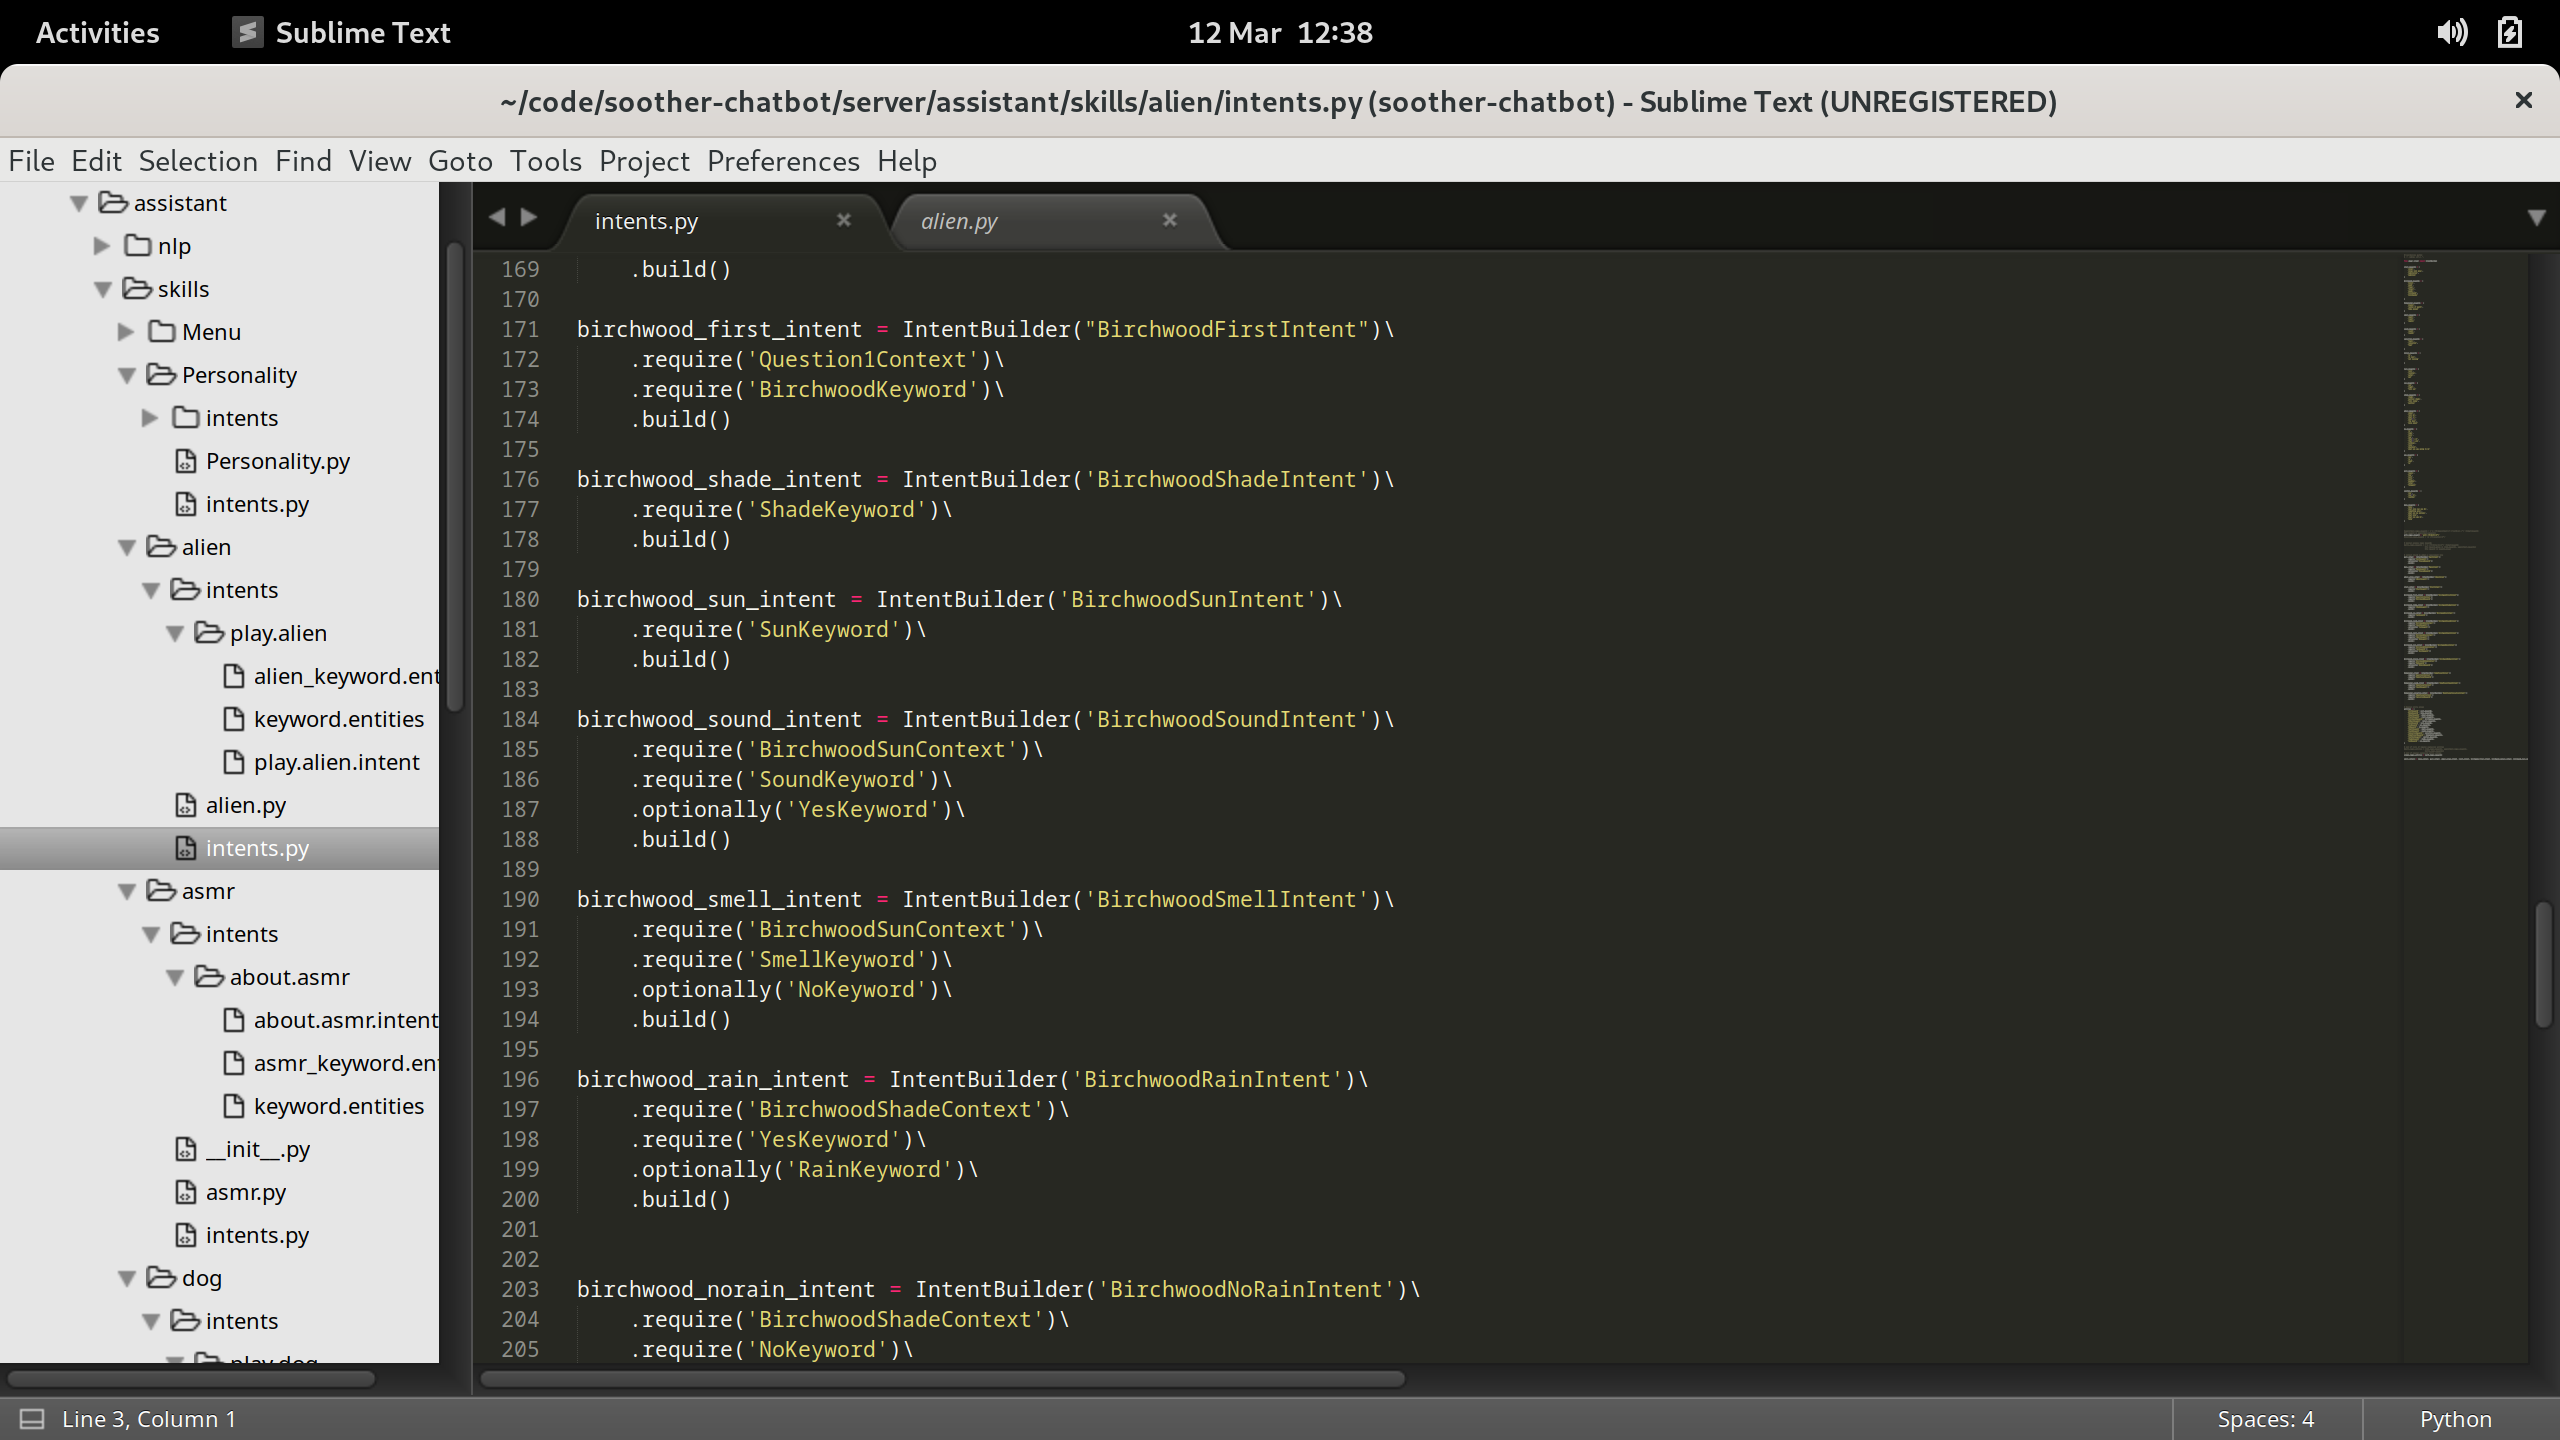 Activities Sublime Text 12 Mar 12:38
~/code/soother-chatbot/server/assistant/skills/alien/intents.py (soother-chatbot) - Sublime Text (UNREGISTERED)
File Edit Selection Find View Goto Tools Project Preferences Help
assistant
nlp
skills
Menu
Personality
intents
Personality.py
intents.py
alien
intents
play.alien
alien_keyword.ent
keyword.entities
play.alien.intent
alien.py
intents.py
asmr
intents
about.asmr
about.asmr.intent
asmr_keyword.en
keyword.entities
__init__.py
asmr.py
intents.py
dog
intents
play.dog
intents.py alien.py
169 .build()
170
171 birchwood_first_intent = IntentBuilder("BirchwoodFirstIntent")\
172 .require('Question1Context')\
173 .require('BirchwoodKeyword')\
174 .build()
175
176 birchwood_shade_intent = IntentBuilder('BirchwoodShadeIntent')\
177 .require('ShadeKeyword')\
178 .build()
179
180 birchwood_sun_intent = IntentBuilder('BirchwoodSunIntent')\
181 .require('SunKeyword')\
182 .build()
183
184 birchwood_sound_intent = IntentBuilder('BirchwoodSoundIntent')\
185 .require('BirchwoodSunContext')\
186 .require('SoundKeyword')\
187 .optionally('YesKeyword')\
188 .build()
189
190 birchwood_smell_intent = IntentBuilder('BirchwoodSmellIntent')\
191 .require('BirchwoodSunContext')\
192 .require('SmellKeyword')\
193 .optionally('NoKeyword')\
194 .build()
195
196 birchwood_rain_intent = IntentBuilder('BirchwoodRainIntent')\
197 .require('BirchwoodShadeContext')\
198 .require('YesKeyword')\
199 .optionally('RainKeyword')\
200 .build()
201
202
203 birchwood_norain_intent = IntentBuilder('BirchwoodNoRainIntent')\
204 .require('BirchwoodShadeContext')\
205 .require('NoKeyword')\
Line 3, Column 1 Spaces: 4 Python